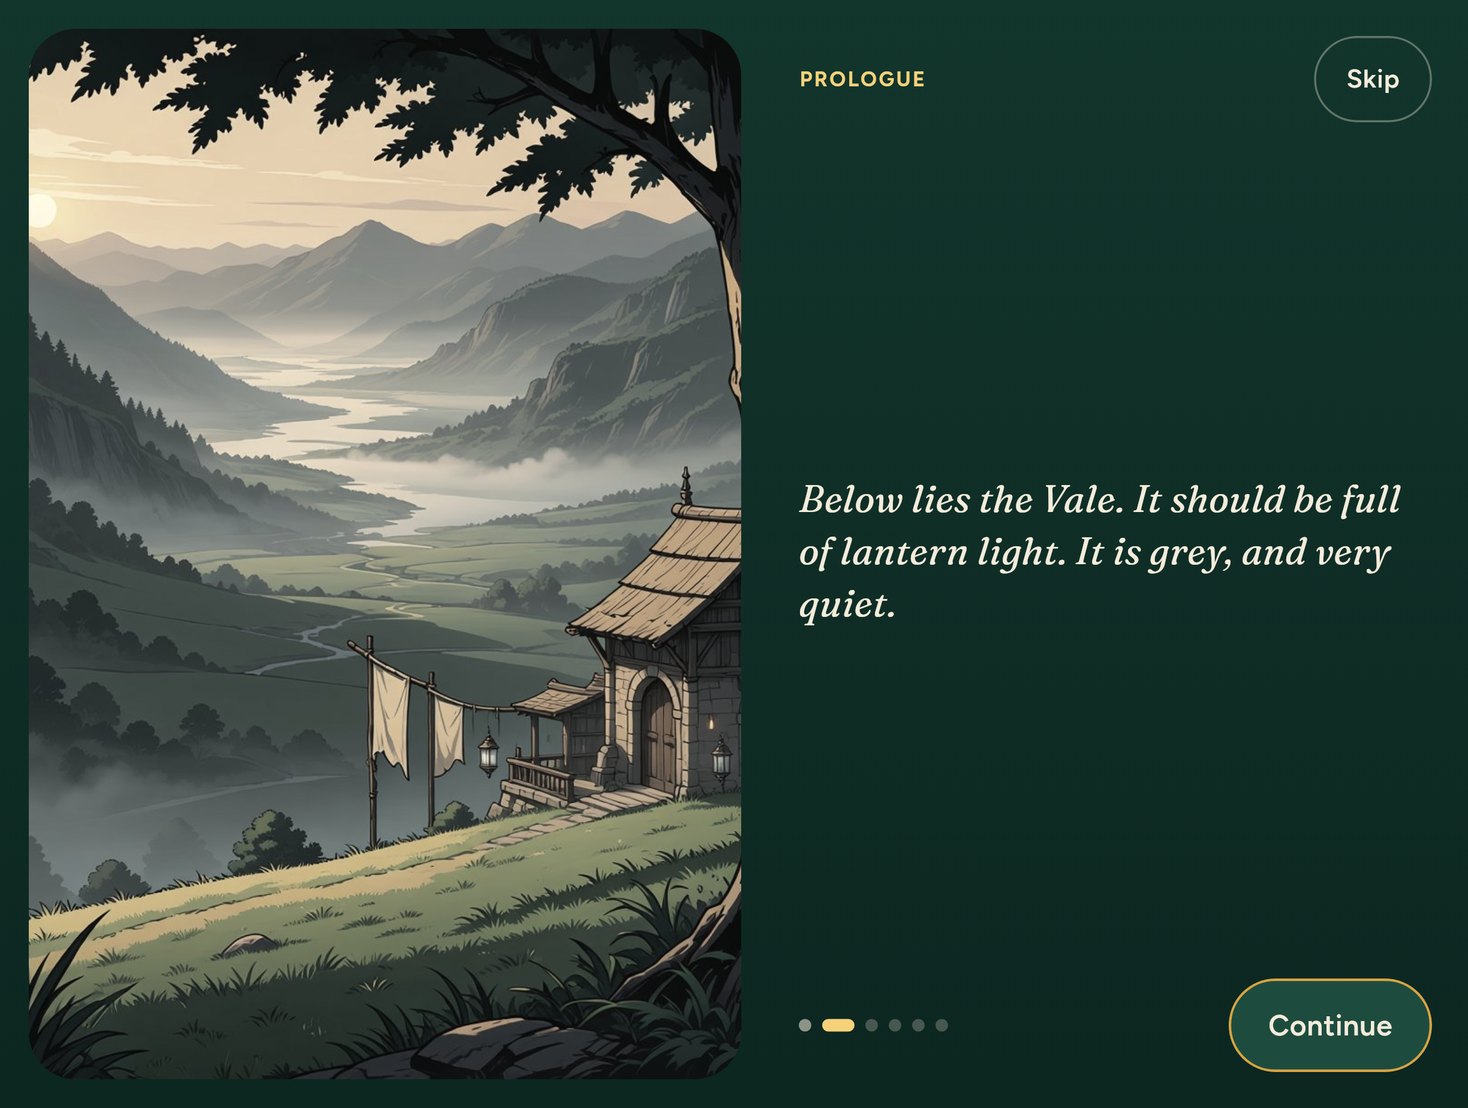 PROLOGUE
Skip
Below lies the Vale. It should be full
of lantern light. It is grey, and very
quiet.
Continue